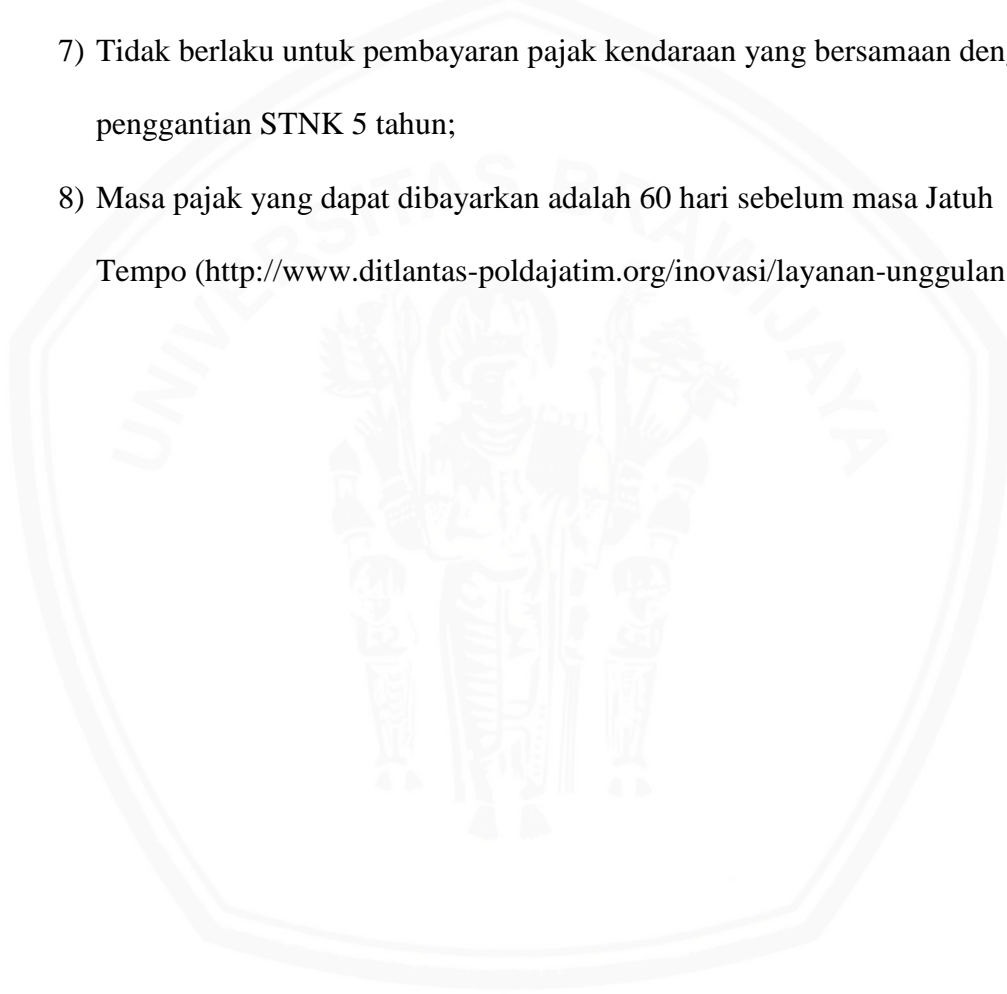 7) Tidak berlaku untuk pembayaran pajak kendaraan yang bersamaan den
penggantian STNK 5 tahun;
8) Masa pajak yang dapat dibayarkan adalah 60 hari sebelum masa Jatuh
Tempo (http://www.ditlantas-poldajatim.org/inovasi/layanan-unggulan
UNIVERSITAS BRAWIJAYA